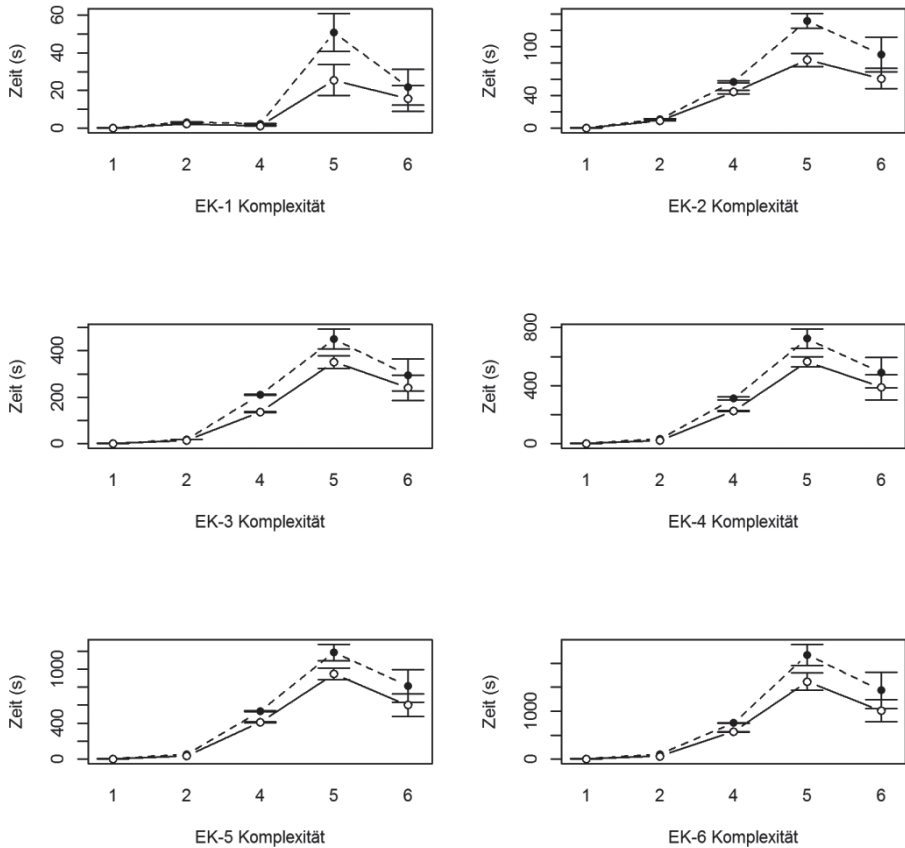 Zeit (s)
60
40
20
0
1 2 4 5 6
EK-1 Komplexität
Zeit (s)
100
40
0
1 2 4 5 6
EK-2 Komplexität
Zeit (s)
400
200
0
1 2 4 5 6
EK-3 Komplexität
Zeit (s)
800
400
0
1 2 4 5 6
EK-4 Komplexität
Zeit (s)
1000
400
0
1 2 4 5 6
EK-5 Komplexität
Zeit (s)
1000
0
1 2 4 5 6
EK-6 Komplexität